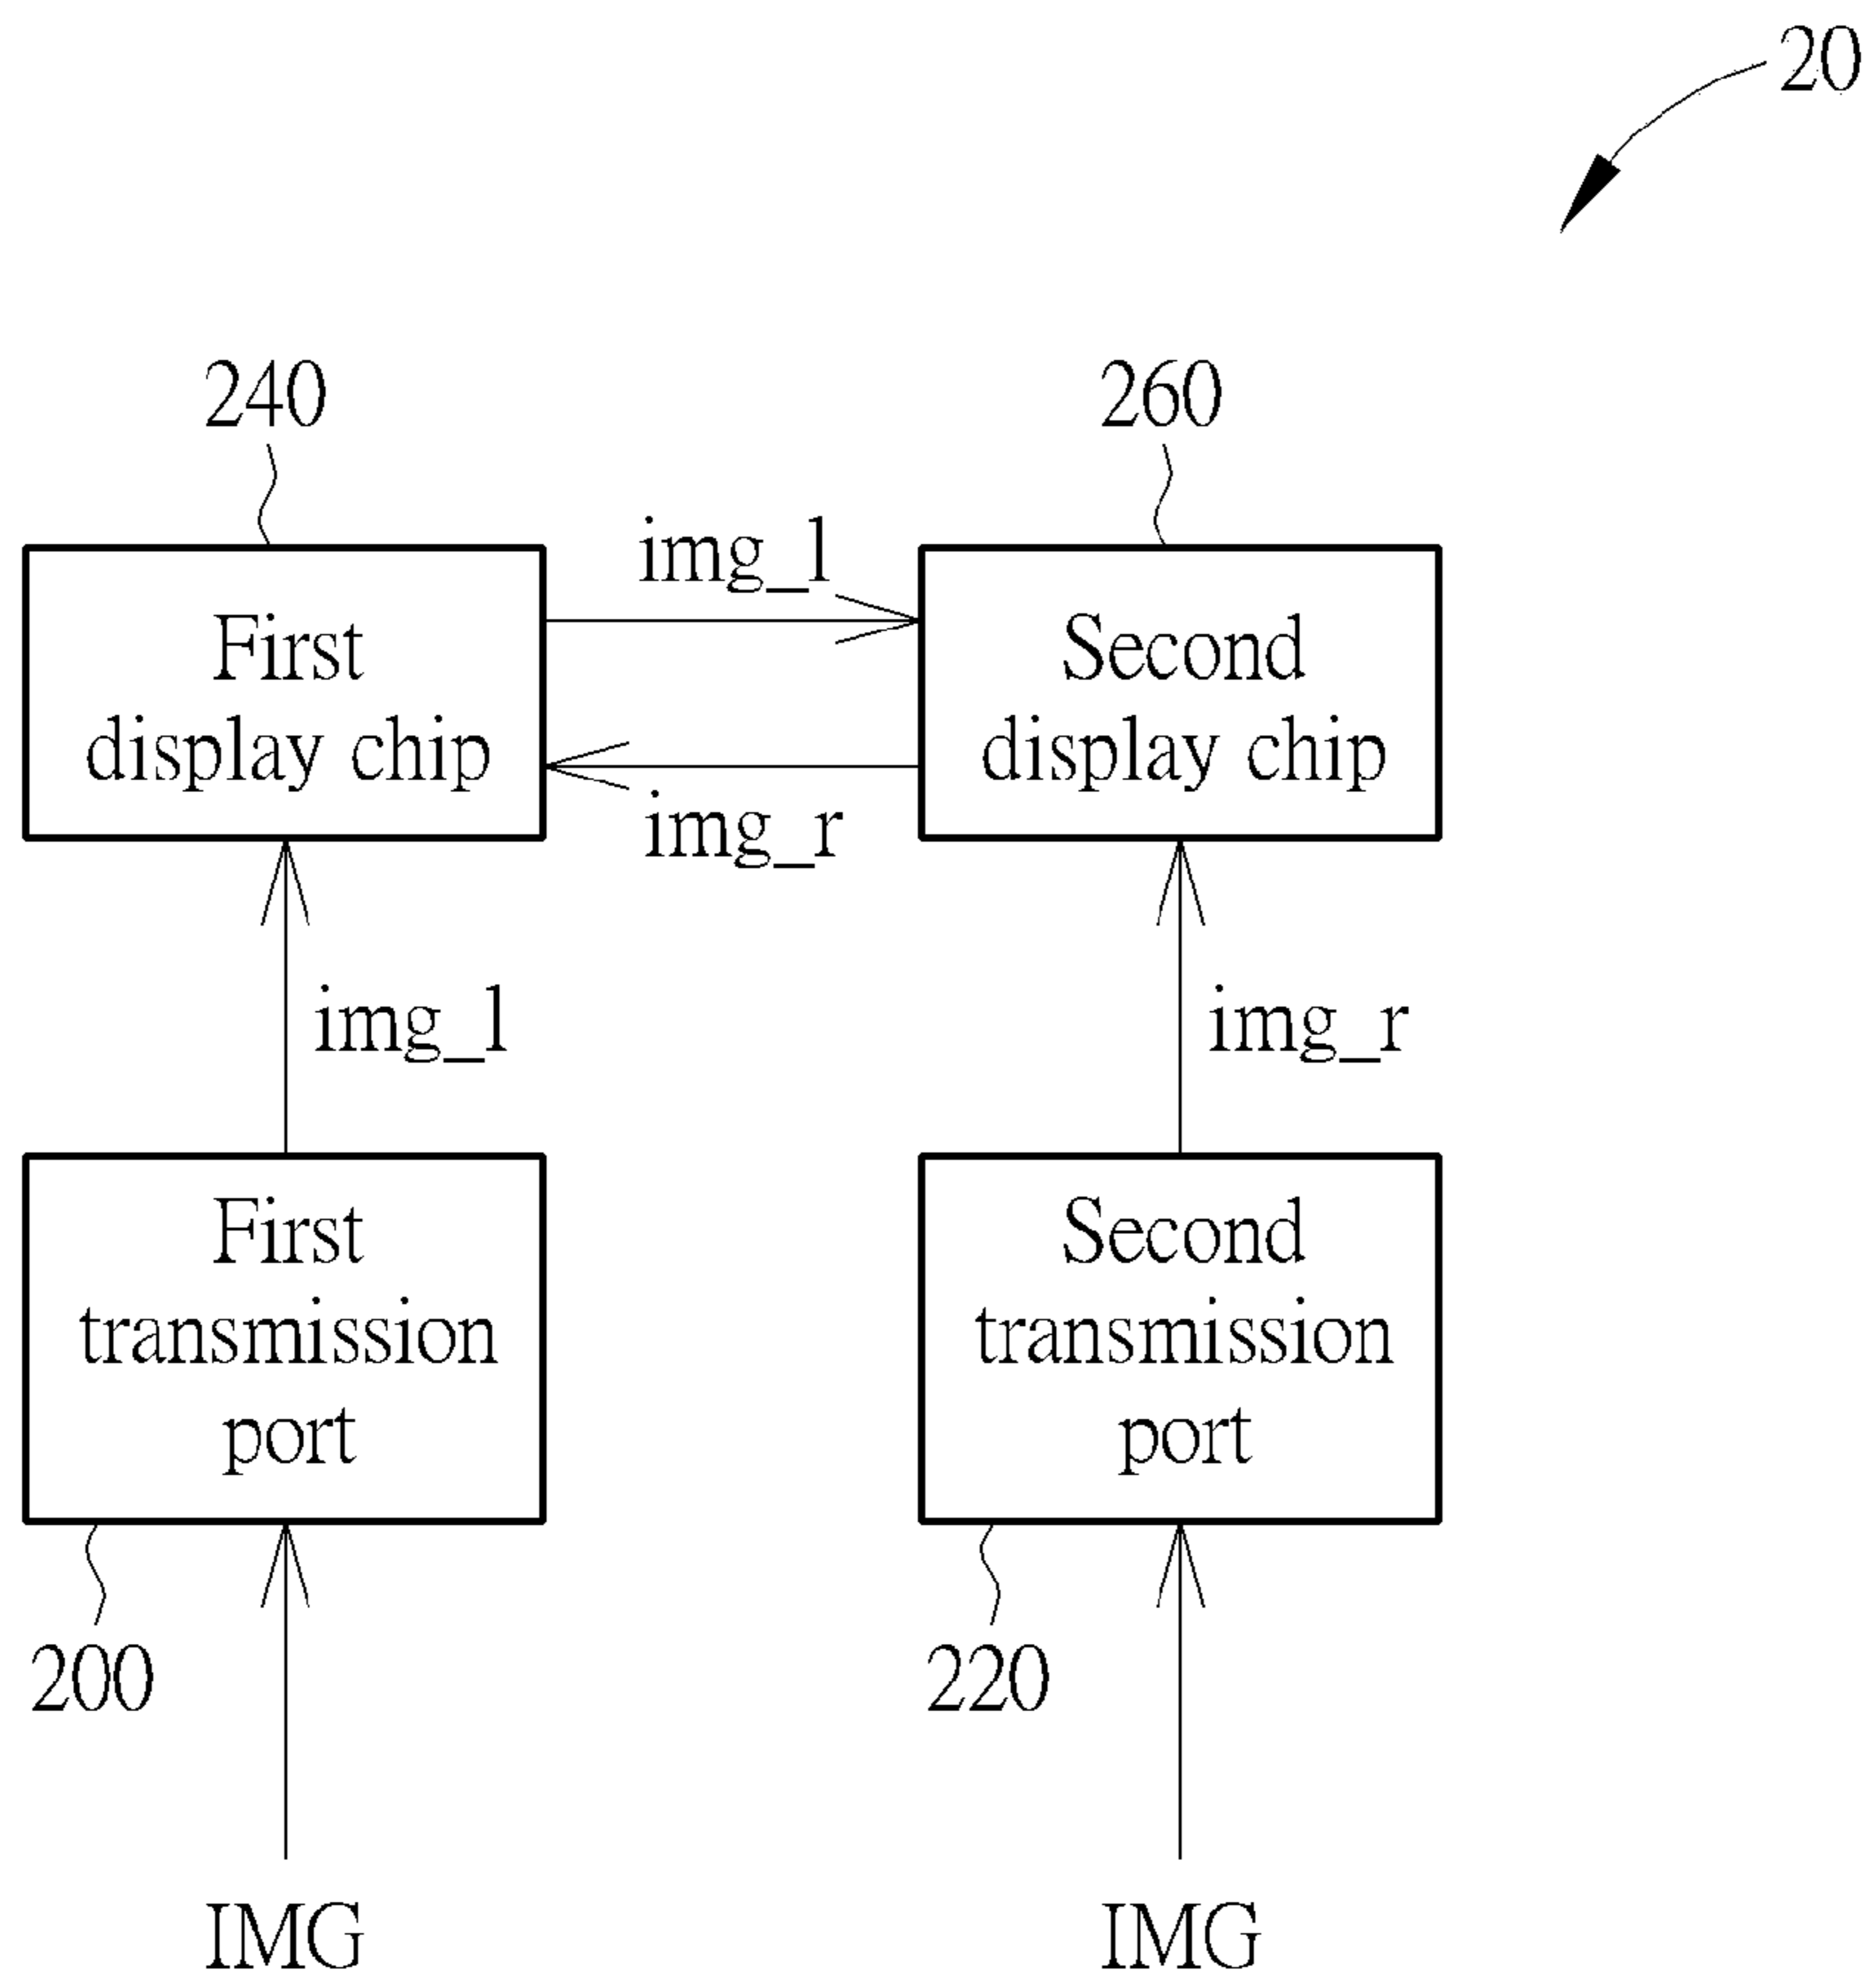 20
240
260
img_l
First
display chip
Second
display chip
img_r
img_l
img_r
First
transmission
port
Second
transmission
port
200
220
IMG
IMG